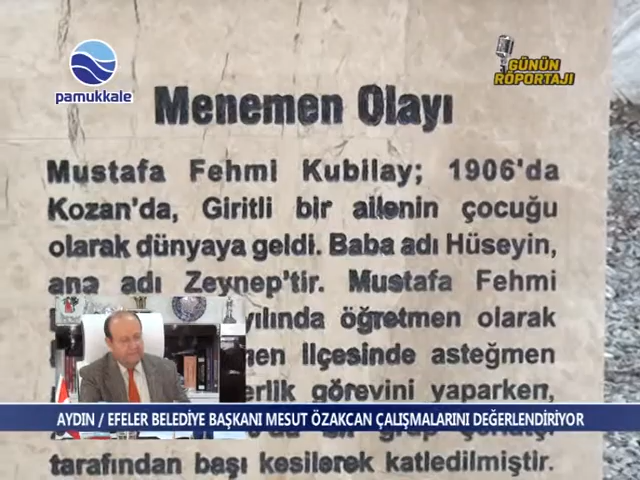 pamukkale
GÜNÜN
RÖPORTAJI
Menemen Olayı
Mustafa Fehmi Kubilay; 1906'da
Kozan'da, Giritli bir ailenin çocuğu
olarak dünyaya geldi. Baba adı Hüseyin,
ana adı Zeynep'tir. Mustafa Fehmi
yılında öğretmen olarak
ilçesinde asteğmen
görevini yaparken,
AYDIN / EFELER BELEDİYE BAŞKANI MESUT ÖZAKCAN ÇALIŞMALARINI DEĞERLENDİRİYOR
tarafından başı kesilerek katledilmiştir.